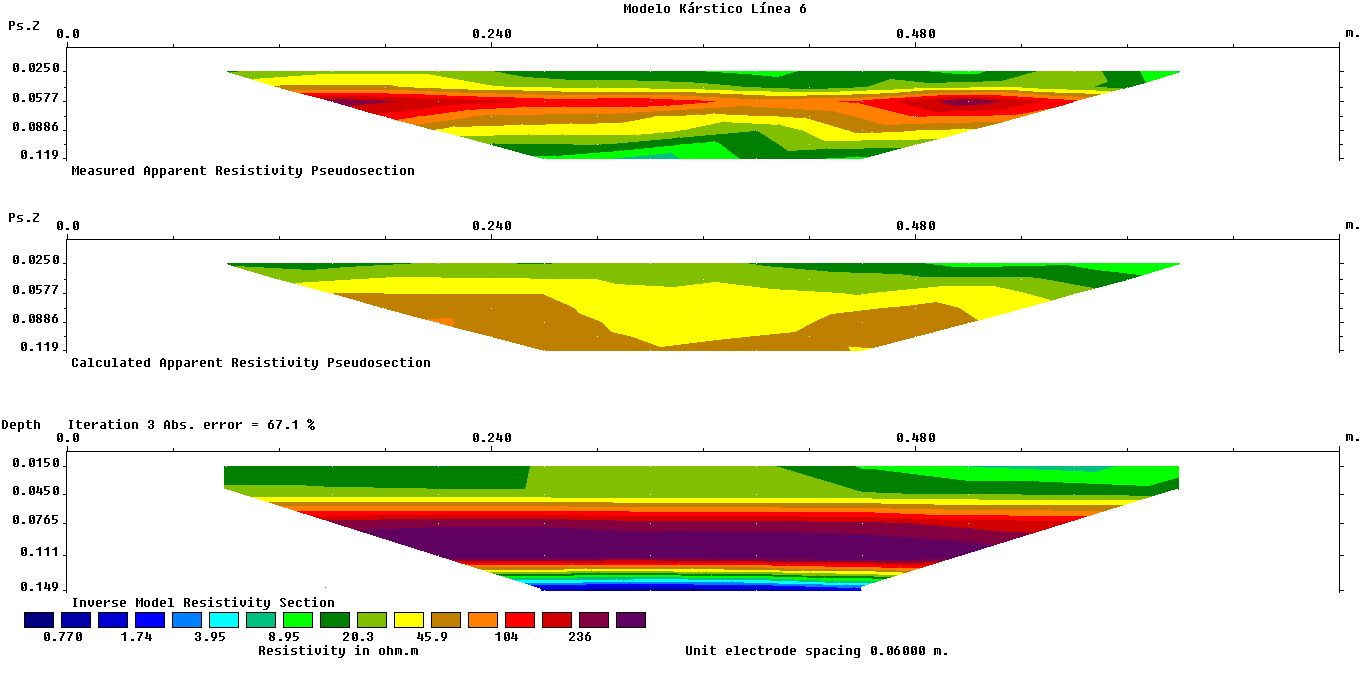 Modelo Kárstico Línea 6
Ps.Z
0.0 0.240 0.480 m.
0.0250
0.0577
0.0886
0.119
Measured Apparent Resistivity Pseudosection
Ps.Z
0.0 0.240 0.480 m.
0.0250
0.0577
0.0886
0.119
Calculated Apparent Resistivity Pseudosection
Depth Iteration 3 Abs. error = 67.1 %
0.0 0.240 0.480 m.
0.0150
0.0450
0.0765
0.111
0.149
Inverse Model Resistivity Section
0.770 1.74 3.95 8.95 20.3 45.9 104 236
Resistivity in ohm.m Unit electrode spacing 0.06000 m.